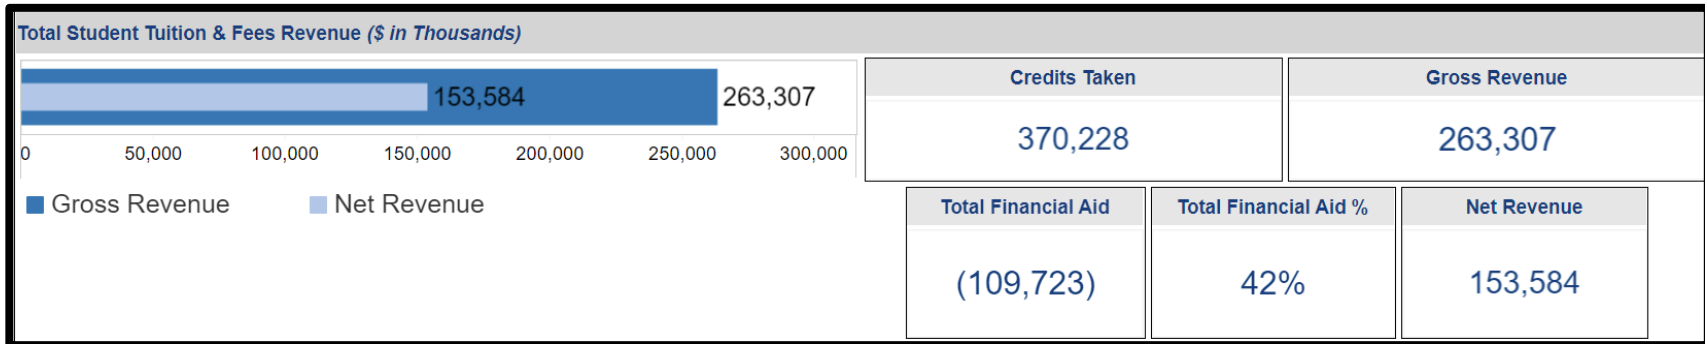 Total Student Tuition & Fees Revenue ($ in Thousands)
153,584
263,307
0 50,000 100,000 150,000 200,000 250,000 300,000
Gross Revenue Net Revenue
Credits Taken
370,228
Gross Revenue
263,307
Total Financial Aid
(109,723)
Total Financial Aid %
42%
Net Revenue
153,584